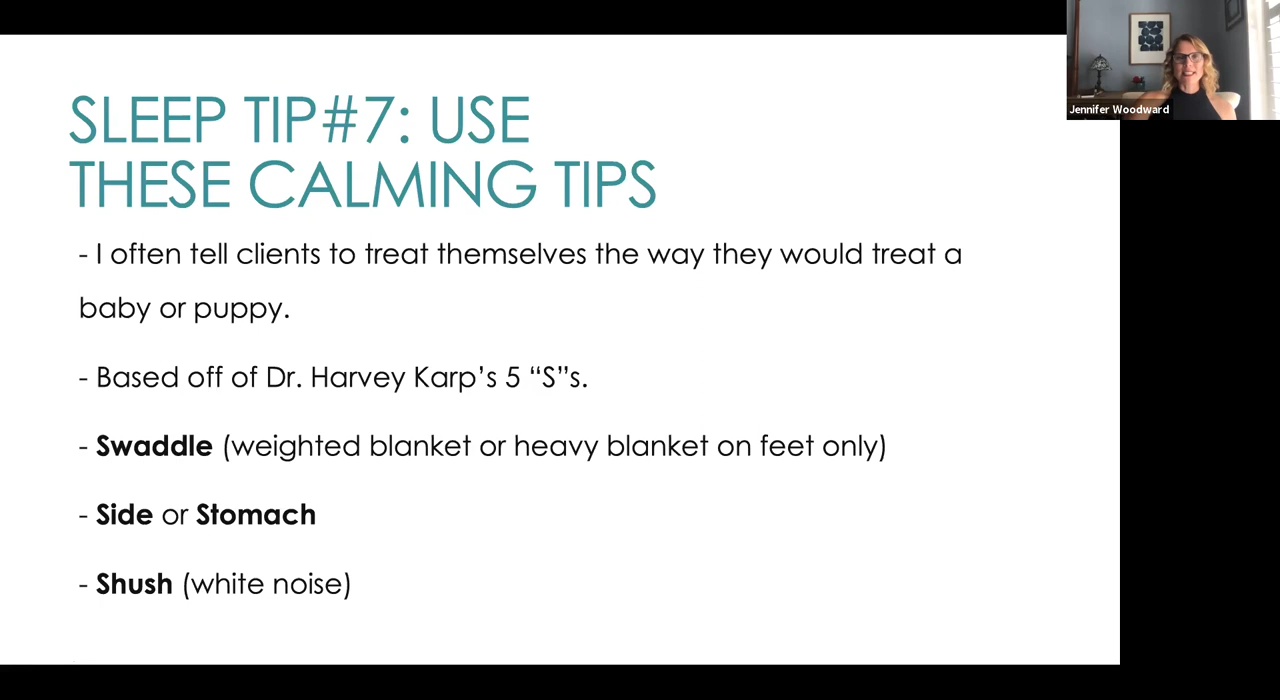 SLEEP TIP#7: USE
THESE CALMING TIPS
- I often tell clients to treat themselves the way they would treat a
baby or puppy.
- Based off of Dr. Harvey Karp’s 5 “S”s.
- Swaddle (weighted blanket or heavy blanket on feet only)
- Side or Stomach
- Shush (white noise)
Jennifer Woodward